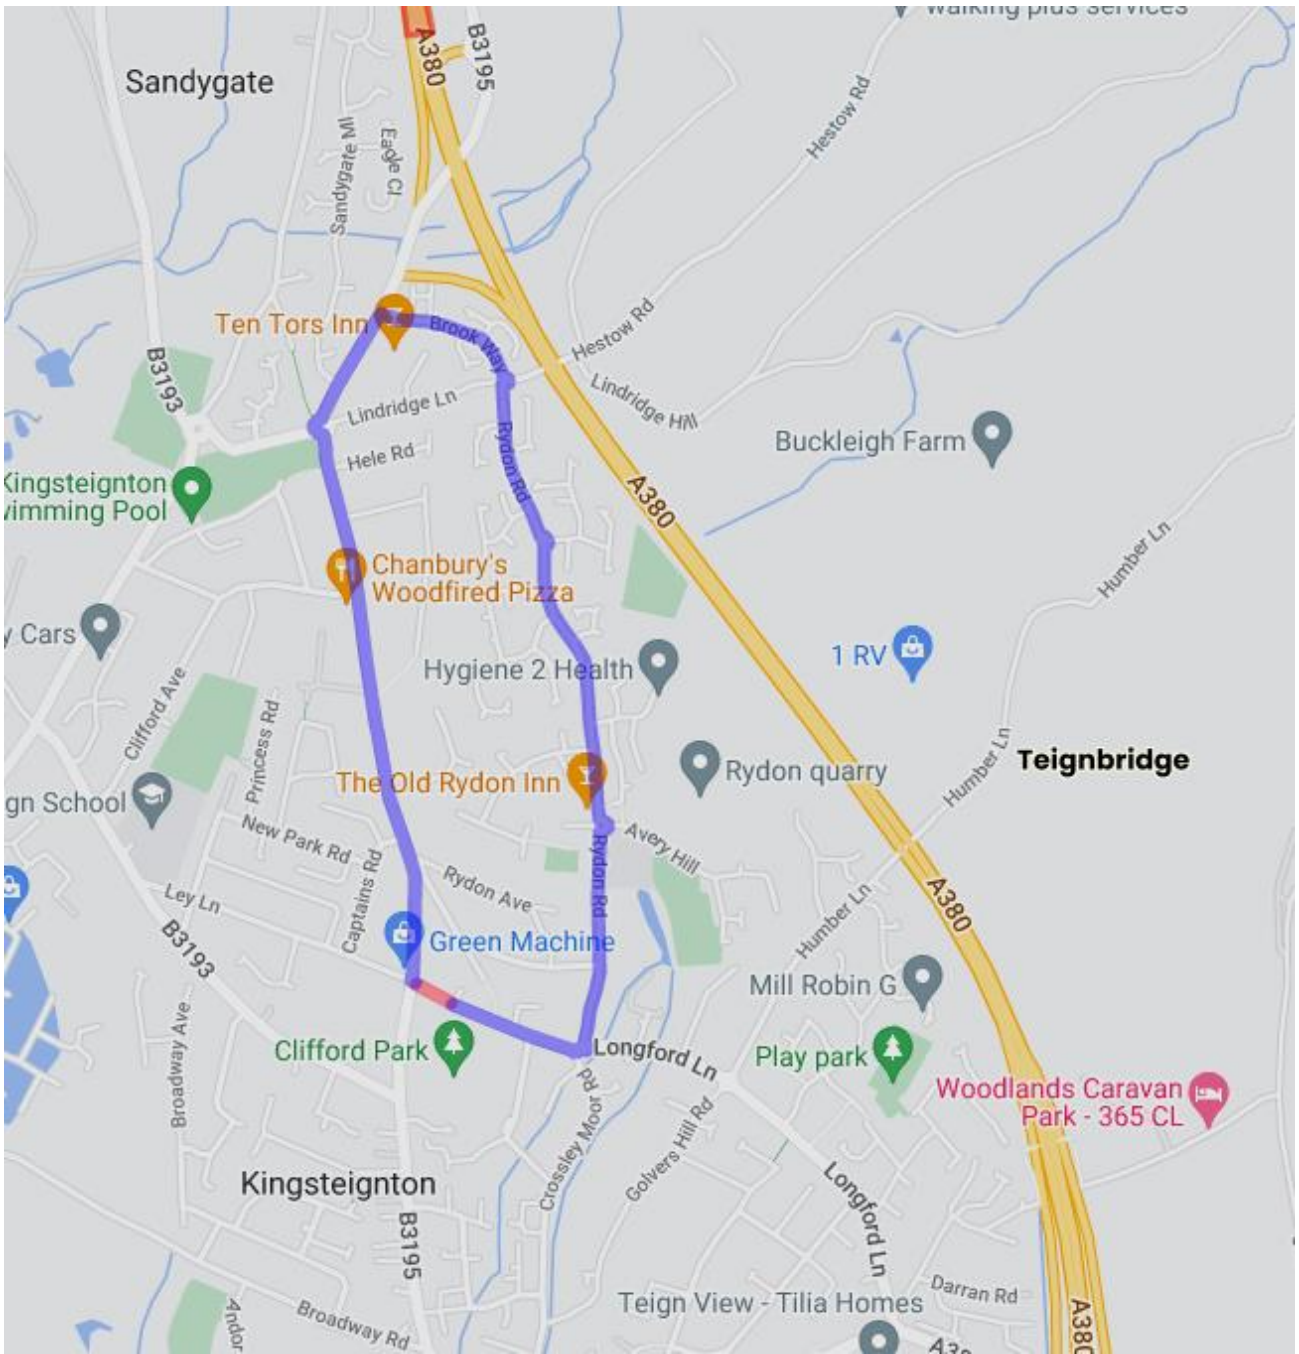 walking plus services
A380
B3195
Sandygate
Sandygate Ml
Eagle Cl
Hestow Rd
Ten Tors Inn
Brook Way
Hestow Rd
B3193
Lindridge Ln
Lindridge Hill
Buckleigh Farm
Hele Rd
Rydon Rd
Kingsteignton
wimming Pool
A380
Chanbury's
Woodfired Pizza
Humber Ln
y Cars
Hygiene 2 Health
1 RV
Clifford Ave
Princess Rd
Humber Ln
Teignbridge
The Old Rydon Inn
Rydon quarry
gn School
New Park Rd
Avery Hill
Captains Rd
Rydon Ave
Rydon Rd
Ley Ln
A380
Humber Ln
B3193
Green Machine
Mill Robin G
Broadway Ave
Clifford Park
Longford Ln
Play park
Woodlands Caravan
Park - 365 CL
Crossley Moor Rd
Golvers Hill Rd
Kingsteignton
Longford Ln
B3195
Darran Rd
Teign View - Tilia Homes
Andor
Broadway Rd
A380